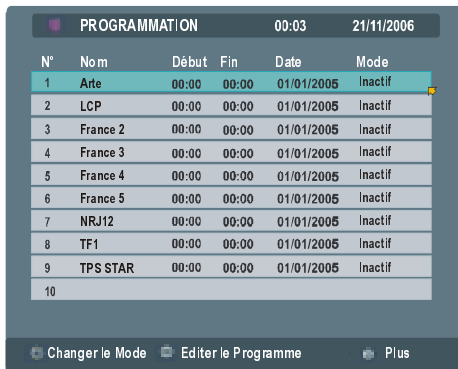 PROGRAMMATION 00:03 21/11/2006
N° Nom Début Fin Date Mode
1 Arte 00:00 00:00 01/01/2005 Inactif
2 LCP 00:00 00:00 01/01/2005 Inactif
3 France 2 00:00 00:00 01/01/2005 Inactif
4 France 3 00:00 00:00 01/01/2005 Inactif
5 France 4 00:00 00:00 01/01/2005 Inactif
6 France 5 00:00 00:00 01/01/2005 Inactif
7 NRJ12 00:00 00:00 01/01/2005 Inactif
8 TF1 00:00 00:00 01/01/2005 Inactif
9 TPS STAR 00:00 00:00 01/01/2005 Inactif
10
Changer le Mode Editer le Programme Plus